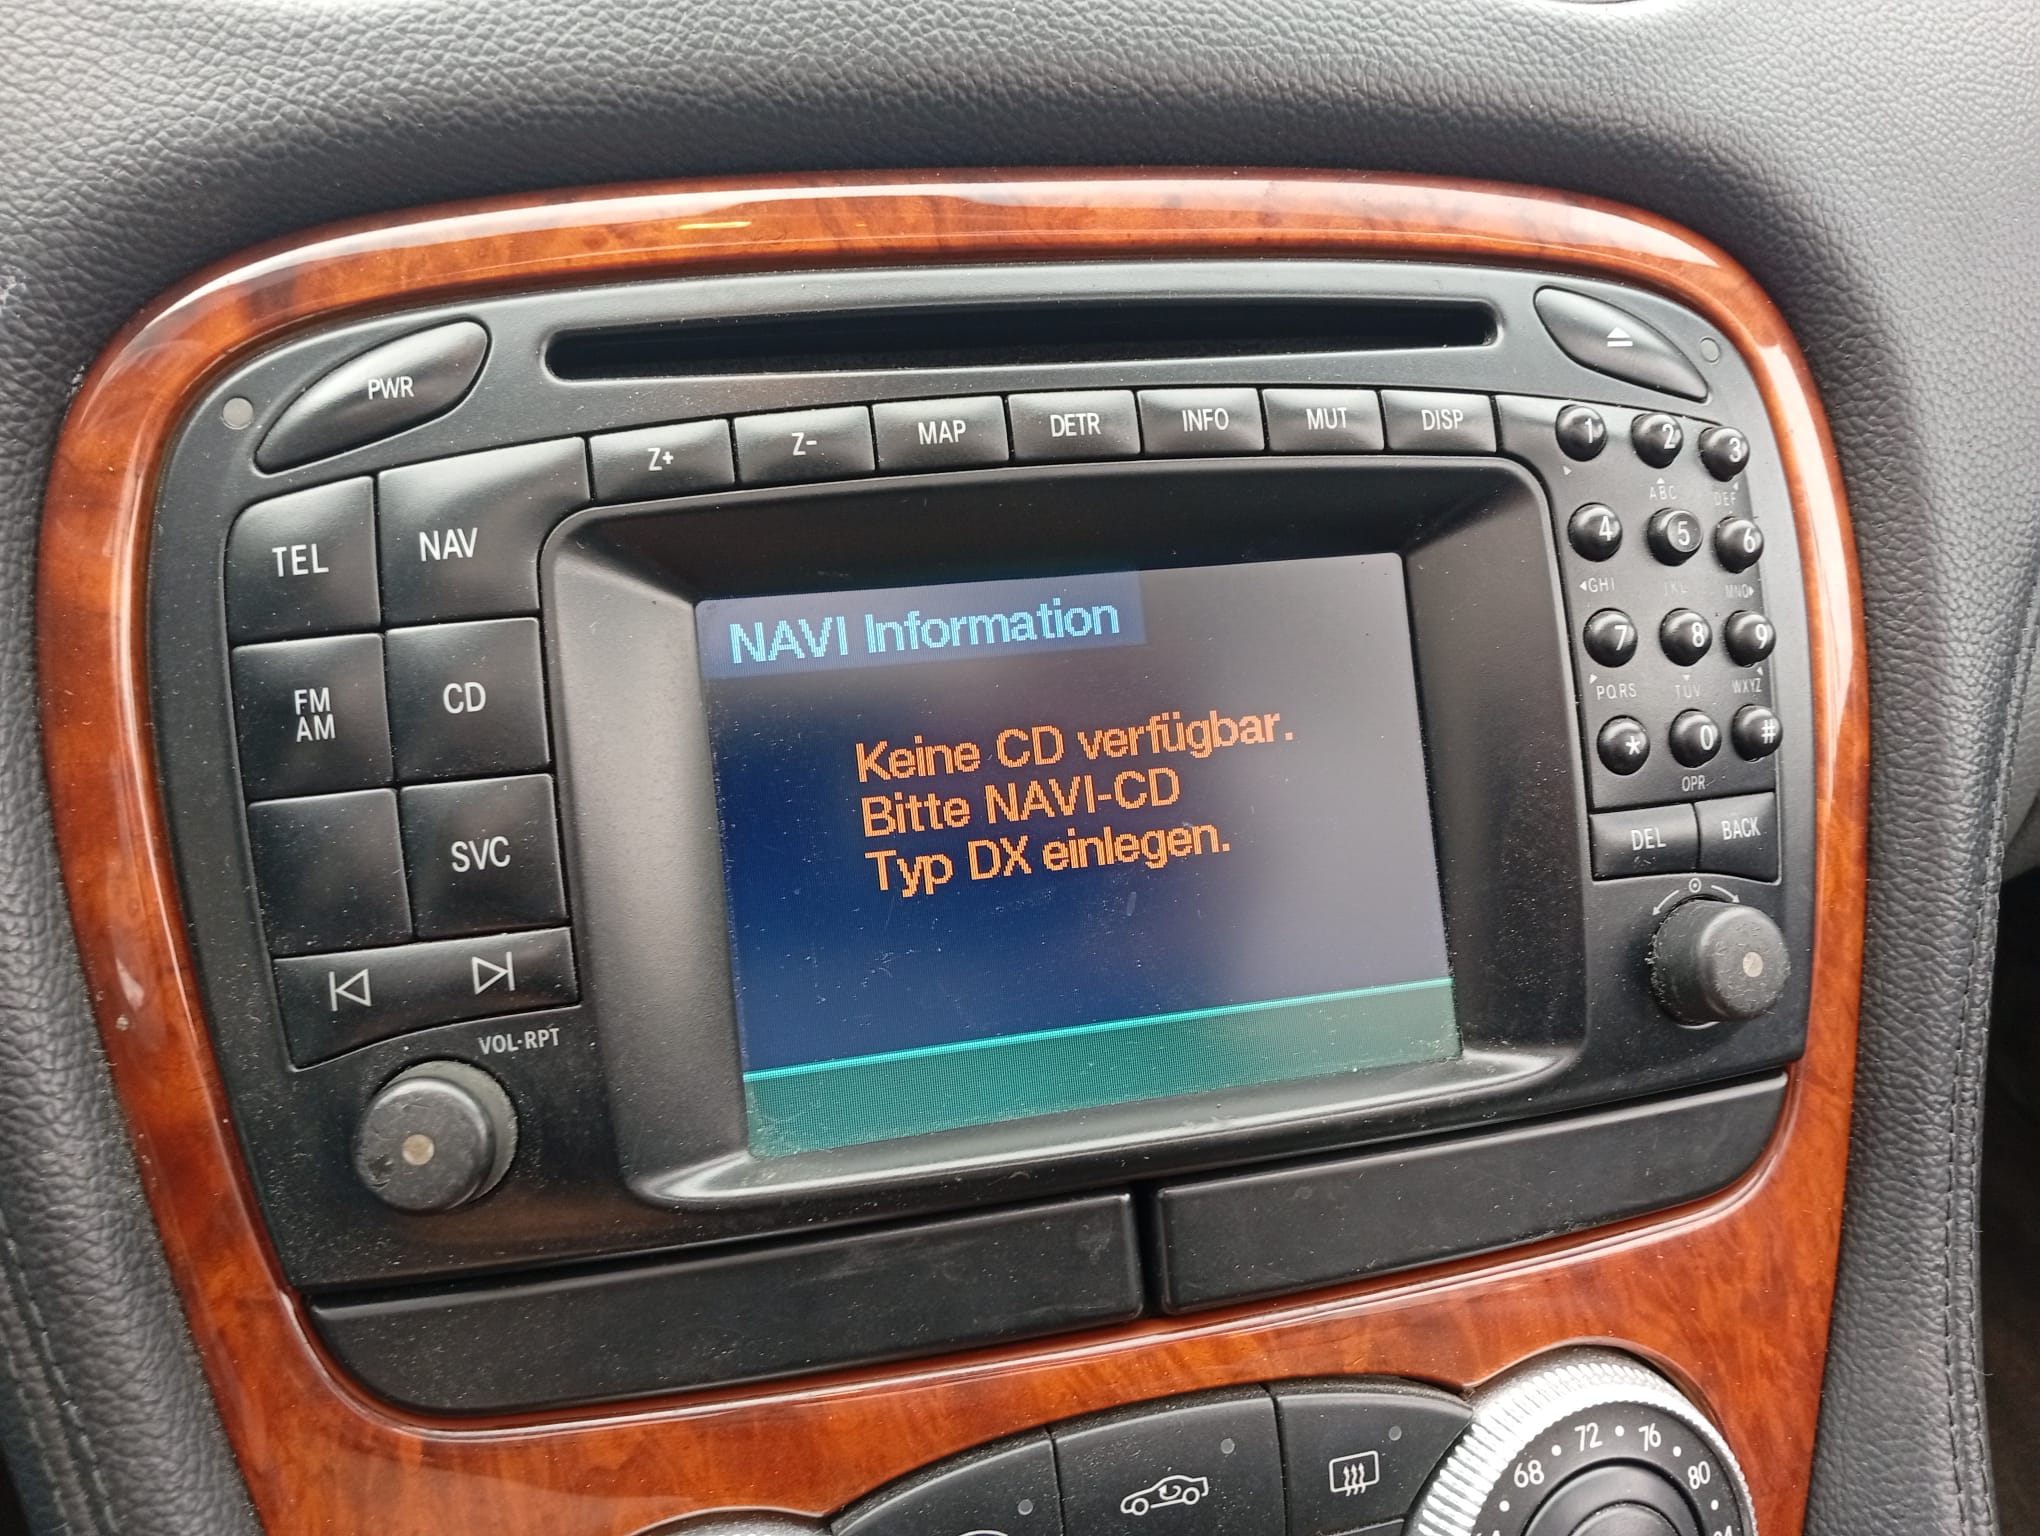 PWR
Z+
Z-
MAP
DETR
INFO
MUT
DISP
1
2
3
ABC
DEF
TEL
NAV
4
5
6
GHI
JKL
MNO
NAVI Information
Keine CD verfügbar.
Bitte NAVI-CD
Typ DX einlegen.
FM
AM
CD
7
8
9
PQRS
TUV
WXYZ
*
0
#
OPR
SVC
DEL
BACK
VOL·RPT
68
72
76
80